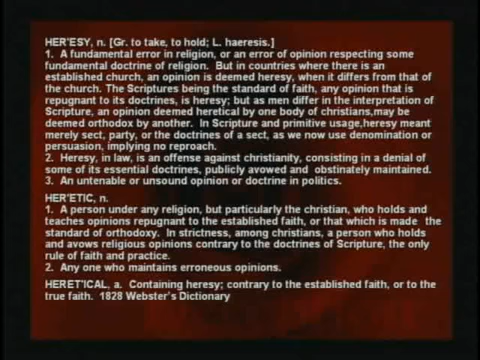 HER'ESY, n. [Gr. to take, to hold; L. haeresis.]
1. A fundamental error in religion, or an error of opinion respecting some
fundamental doctrine of religion. But in countries where there is an
established church, an opinion is deemed heresy, when it differs from that of
the church. The Scriptures being the standard of faith, any opinion that is
repugnant to its doctrines, is heresy; but as men differ in the interpretation of
Scripture, an opinion deemed heretical by one body of christians,may be
deemed orthodox by another. In Scripture and primitive usage,heresy meant
merely sect, party, or the doctrines of a sect, as we now use denomination or
persuasion, implying no reproach.
2. Heresy, in law, is an offense against christianity, consisting in a denial of
some of its essential doctrines, publicly avowed and obstinately maintained.
3. An untenable or unsound opinion or doctrine in politics.
HER'ETIC, n.
1. A person under any religion, but particularly the christian, who holds and
teaches opinions repugnant to the established faith, or that which is made the
standard of orthodoxy. In strictness, among christians, a person who holds
and avows religious opinions contrary to the doctrines of Scripture, the only
rule of faith and practice.
2. Any one who maintains erroneous opinions.
HERET'ICAL, a. Containing heresy; contrary to the established faith, or to the
true faith. 1828 Webster's Dictionary